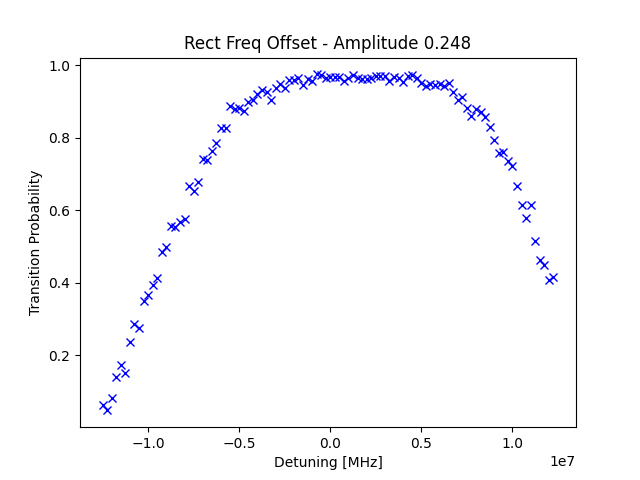 Rect Freq Offset - Amplitude 0.248
Transition Probability
1.0
0.8
0.6
0.4
0.2
−1.0 −0.5 0.0 0.5 1.0
1e7
Detuning [MHz]